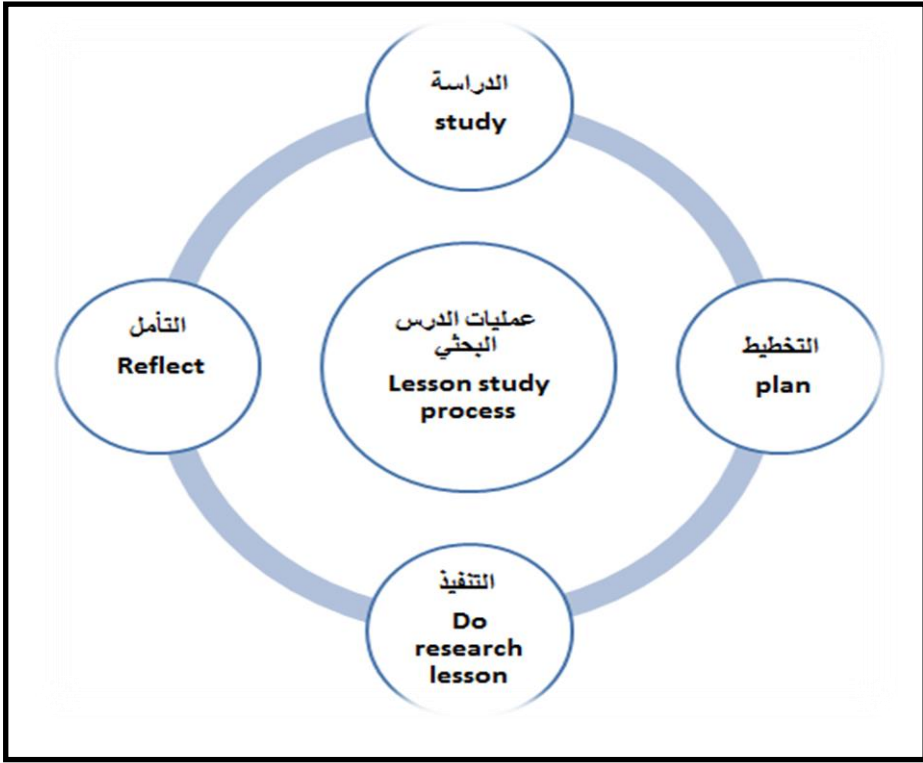 الدراسة
study
التأمل
Reflect
عمليات الدرس
البحثي
Lesson study
process
التخطيط
plan
التنفيذ
Do
research
lesson